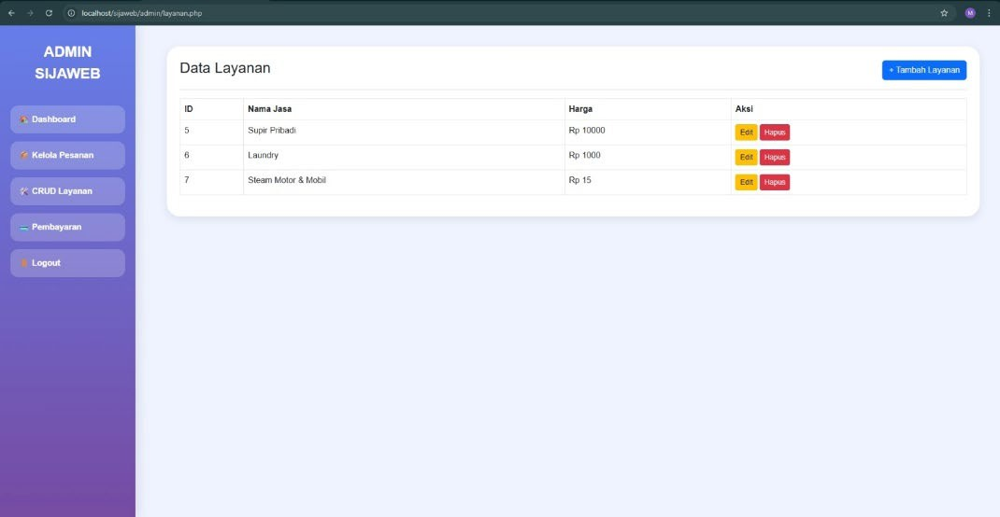 localhost/sijaweb/admin/layanan.php
M
ADMIN
SIJAWEB
Dashboard
Kelola Pesanan
CRUD Layanan
Pembayaran
Logout
Data Layanan
+ Tambah Layanan
ID Nama Jasa Harga Aksi
5 Supir Pribadi Rp 10000 Edit Hapus
6 Laundry Rp 1000 Edit Hapus
7 Steam Motor & Mobil Rp 15 Edit Hapus